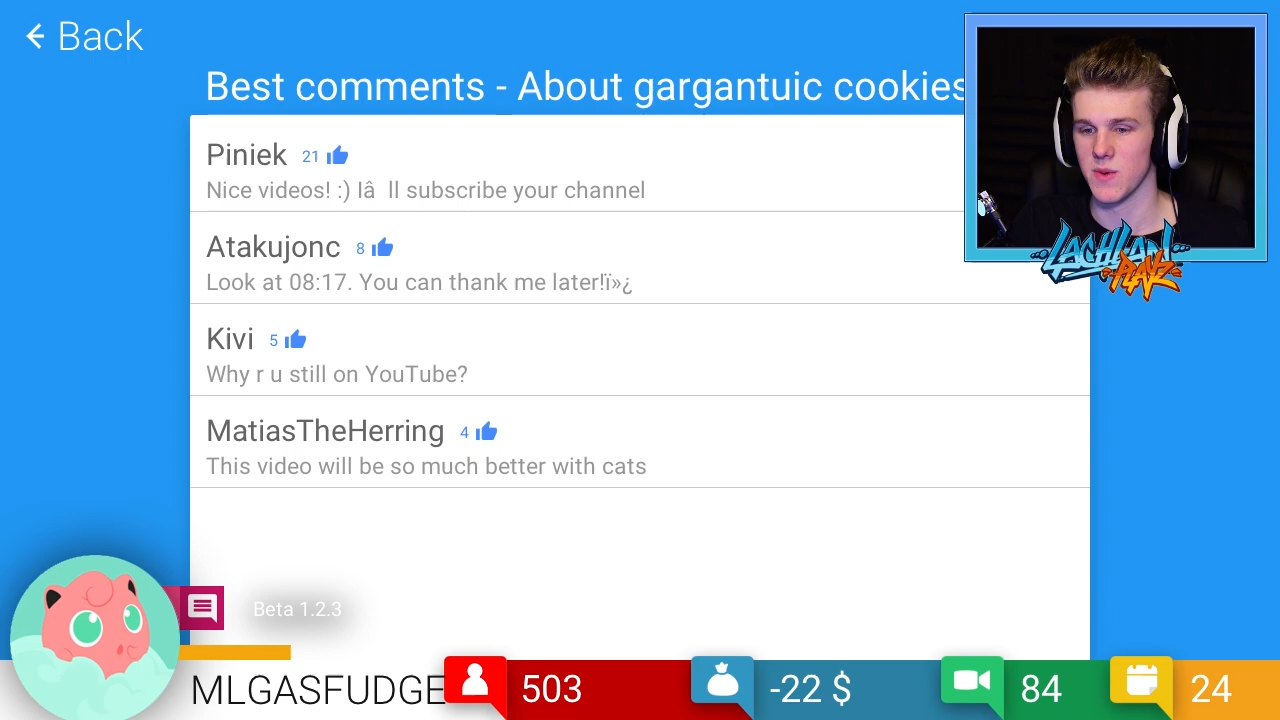 Back
Best comments - About gargantuic cookies
Piniek 21
Nice videos! :) Iâ ll subscribe your channel
Atakujonc 8
Look at 08:17. You can thank me later!ï»¿
Kivi 5
Why r u still on YouTube?
MatiasTheHerring 4
This video will be so much better with cats
LACHLAN
PLAYZ
Beta 1.2.3
MLGASFUDGE
503
-22 $
84
24